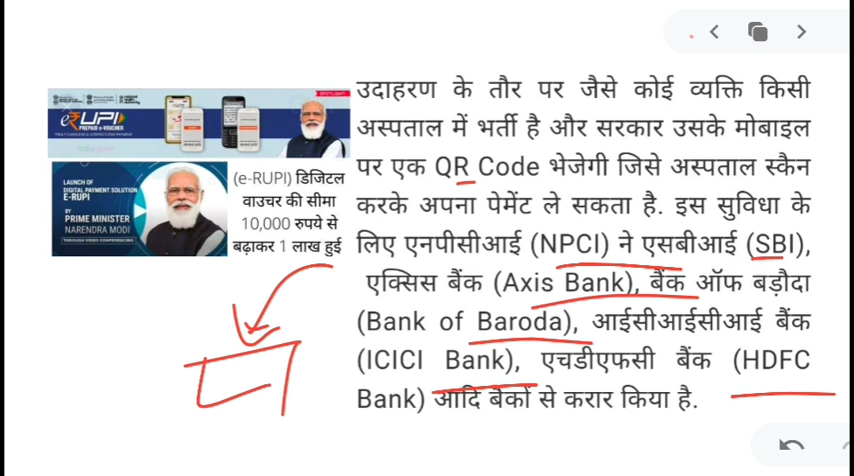 SPOTLIGHT
e₹UPI
PREPAID e-VOUCHER
LAUNCH OF
DIGITAL PAYMENT SOLUTION
E-RUPI
BY
PRIME MINISTER
NARENDRA MODI
THROUGH VIDEO CONFERENCING
(e-RUPI) डिजिटल
वाउचर की सीमा
10,000 रुपये से
बढ़ाकर 1 लाख हुई
उदाहरण के तौर पर जैसे कोई व्यक्ति किसी
अस्पताल में भर्ती है और सरकार उसके मोबाइल
पर एक QR Code भेजेगी जिसे अस्पताल स्कैन
करके अपना पेमेंट ले सकता है. इस सुविधा के
लिए एनपीसीआई (NPCI) ने एसबीआई (SBI),
एक्सिस बैंक (Axis Bank), बैंक ऑफ बड़ौदा
(Bank of Baroda), आईसीआईसीआई बैंक
(ICICI Bank), एचडीएफसी बैंक (HDFC
Bank) आदि बैंकों से करार किया है.